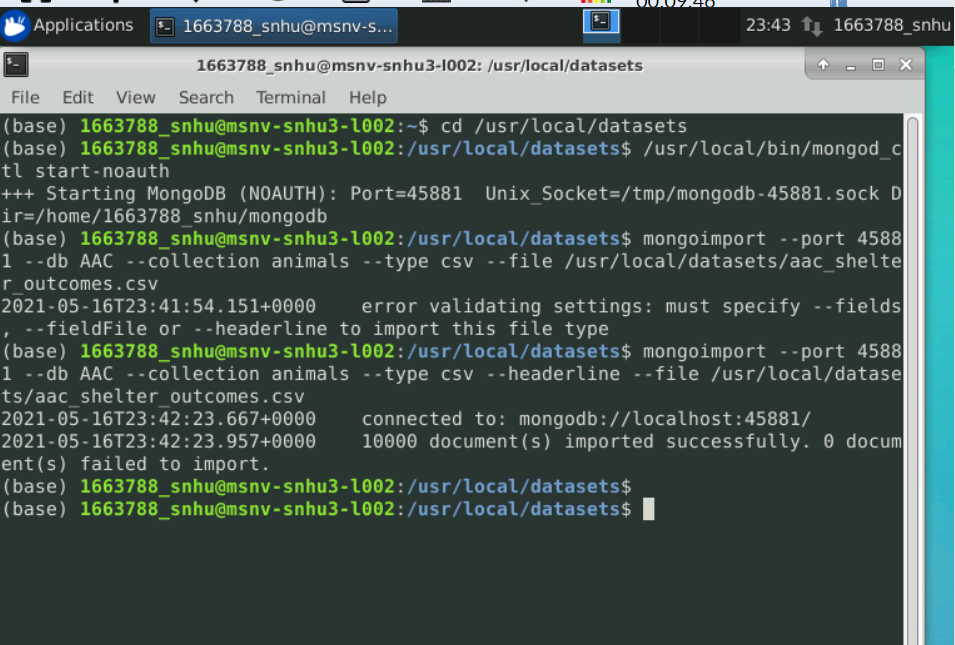 00:09:46
Applications
1663788_snhu@msnv-s...
23:43
1663788_snhu
1663788_snhu@msnv-snhu3-l002: /usr/local/datasets
File Edit View Search Terminal Help
(base) 1663788_snhu@msnv-snhu3-l002:~$ cd /usr/local/datasets
(base) 1663788_snhu@msnv-snhu3-l002:/usr/local/datasets$ /usr/local/bin/mongod_c
tl start-noauth
+++ Starting MongoDB (NOAUTH): Port=45881  Unix_Socket=/tmp/mongodb-45881.sock D
ir=/home/1663788_snhu/mongodb
(base) 1663788_snhu@msnv-snhu3-l002:/usr/local/datasets$ mongoimport --port 4588
1 --db AAC --collection animals --type csv --file /usr/local/datasets/aac_shelte
r_outcomes.csv
2021-05-16T23:41:54.151+0000    error validating settings: must specify --fields
, --fieldFile or --headerline to import this file type
(base) 1663788_snhu@msnv-snhu3-l002:/usr/local/datasets$ mongoimport --port 4588
1 --db AAC --collection animals --type csv --headerline --file /usr/local/datase
ts/aac_shelter_outcomes.csv
2021-05-16T23:42:23.667+0000    connected to: mongodb://localhost:45881/
2021-05-16T23:42:23.957+0000    10000 document(s) imported successfully. 0 docum
ent(s) failed to import.
(base) 1663788_snhu@msnv-snhu3-l002:/usr/local/datasets$
(base) 1663788_snhu@msnv-snhu3-l002:/usr/local/datasets$